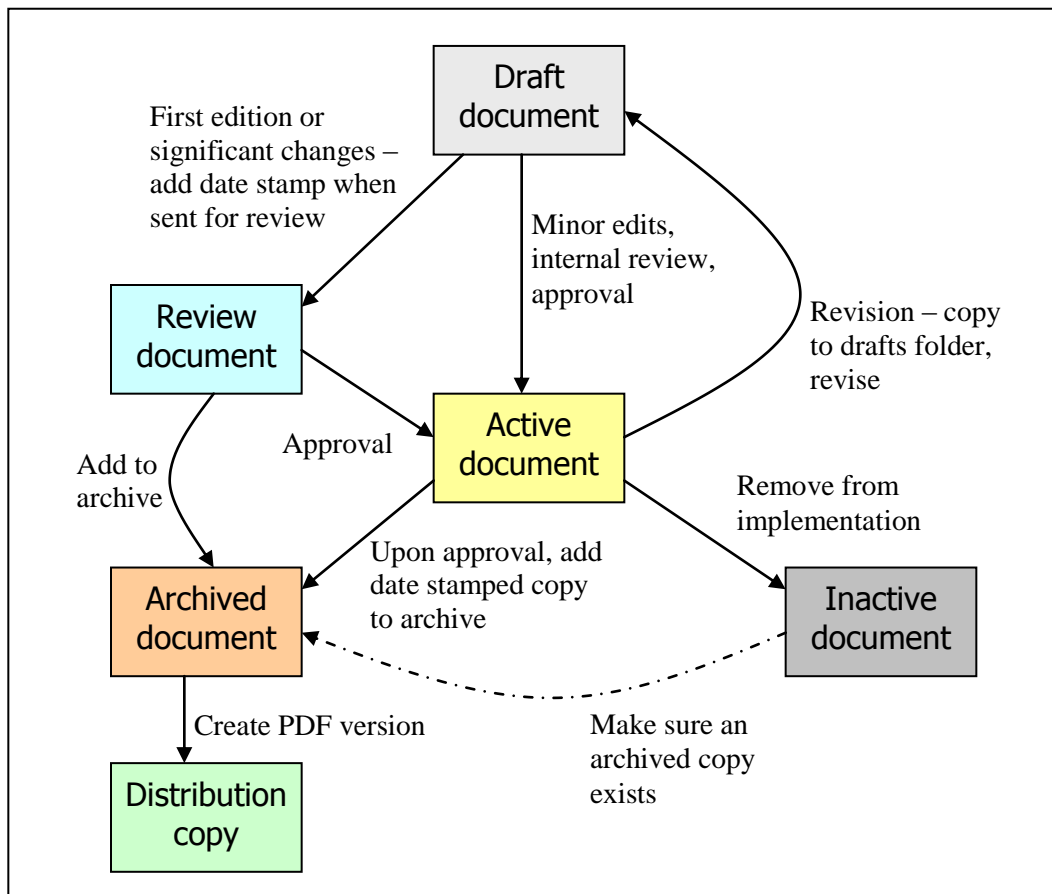 Draft
document
First edition or
significant changes –
add date stamp when
sent for review
Minor edits,
internal review,
approval
Revision – copy
to drafts folder,
revise
Review
document
Approval
Active
document
Add to
archive
Remove from
implementation
Upon approval, add
date stamped copy
to archive
Archived
document
Inactive
document
Create PDF version
Make sure an
archived copy
exists
Distribution
copy